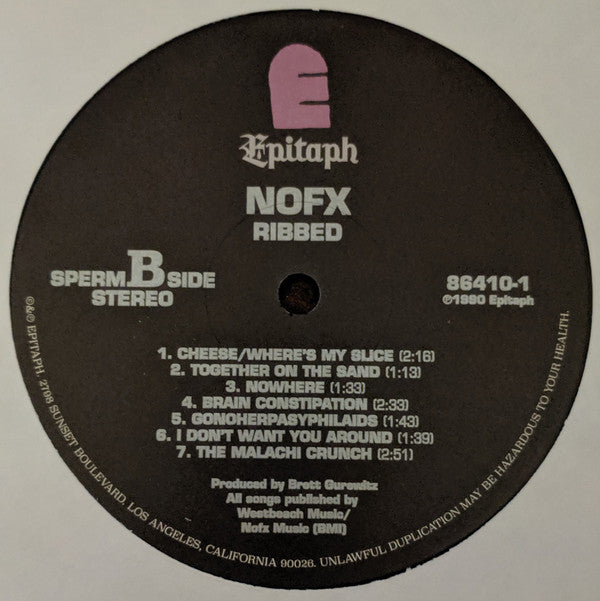 E
Epitaph
NOFX
RIBBED
SPERM B SIDE
STEREO
86410-1
℗1990 Epitaph
1. CHEESE/WHERE'S MY SLICE (2:16)
2. TOGETHER ON THE SAND (1:13)
3. NOWHERE (1:33)
4. BRAIN CONSTIPATION (2:33)
5. GONOHERPASYPHILAIDS (1:43)
6. I DON'T WANT YOU AROUND (1:39)
7. THE MALACHI CRUNCH (2:51)
Produced by Brett Gurewitz
All songs published by
Westbeach Music/
Nofx Music (BMI)
©&℗ EPITAPH. 2798 SUNSET BOULEVARD, LOS ANGELES, CALIFORNIA 90026. UNLAWFUL DUPLICATION MAY BE HAZARDOUS TO YOUR HEALTH.